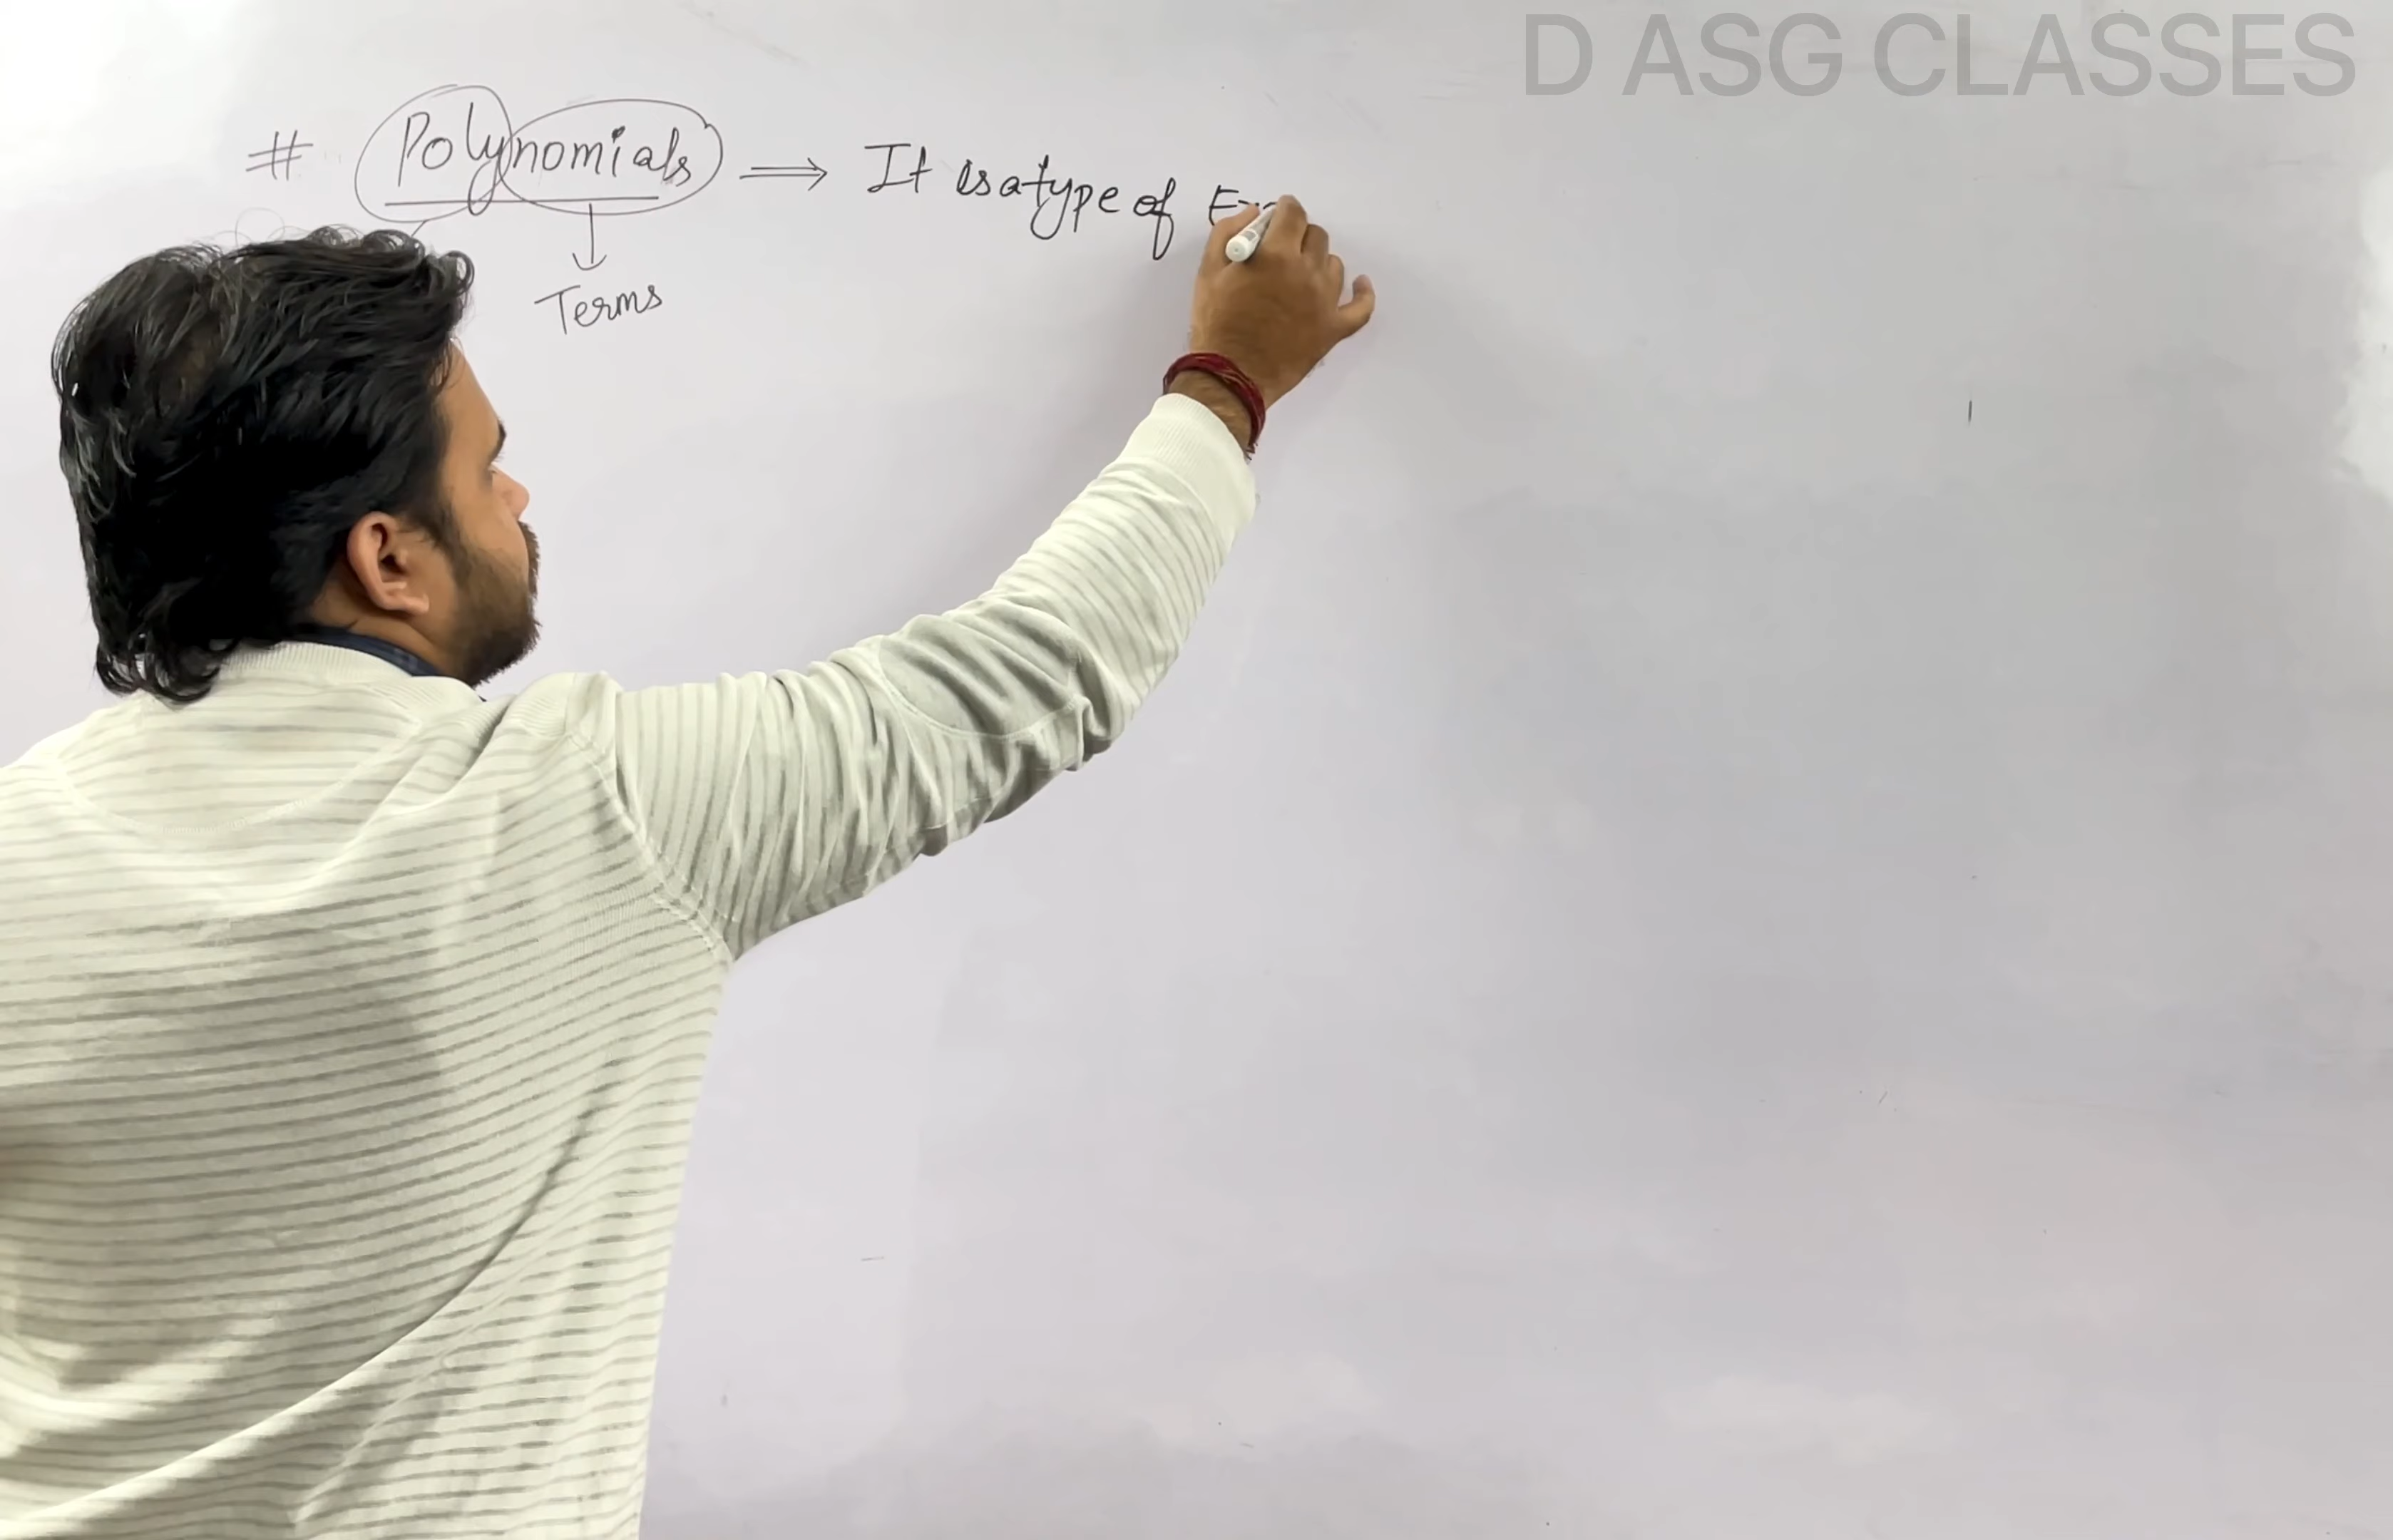 D ASG CLASSES
# Polynomials ⟹ It is a type of
Terms